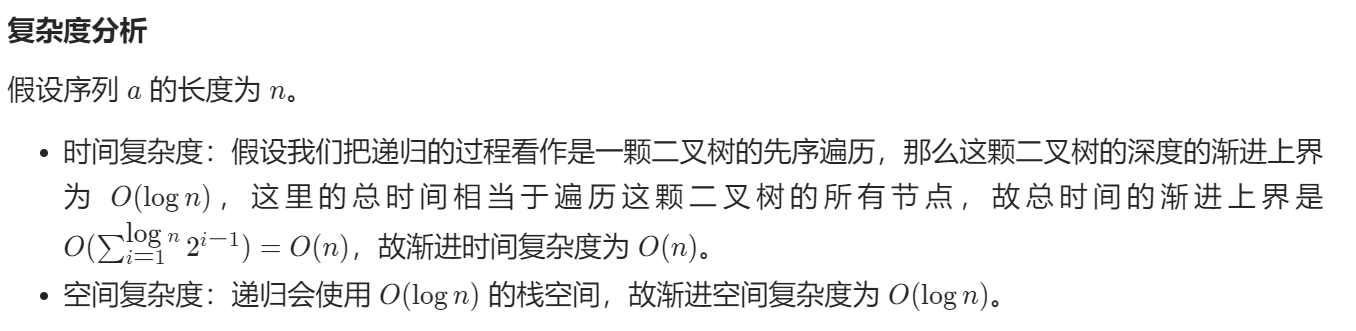 复杂度分析
假设序列 a 的长度为 n。
• 时间复杂度：假设我们把递归的过程看作是一颗二叉树的先序遍历，那么这颗二叉树的深度的渐进上界
为 O(log n)，这里的总时间相当于遍历这颗二叉树的所有节点，故总时间的渐进上界是
O(∑_{i=1}^{log n} 2^{i−1}) = O(n)，故渐进时间复杂度为 O(n)。
• 空间复杂度：递归会使用 O(log n) 的栈空间，故渐进空间复杂度为 O(log n)。